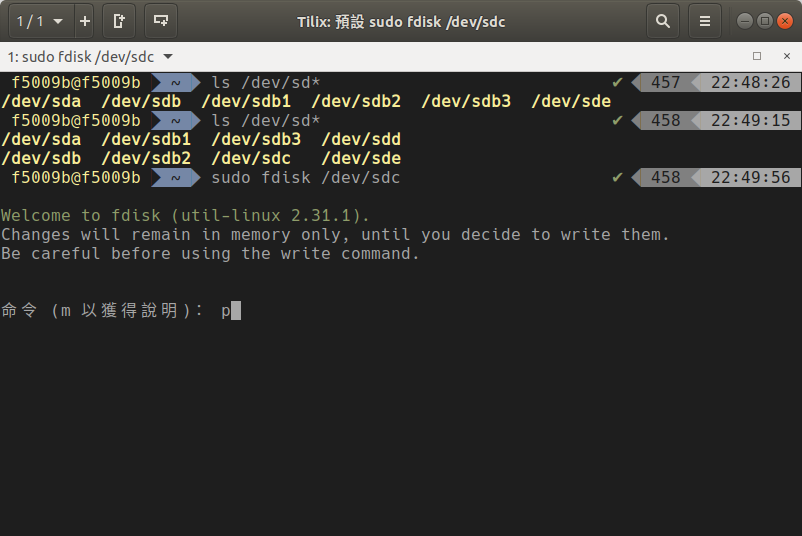 1 / 1
Tilix: 預設 sudo fdisk /dev/sdc
1: sudo fdisk /dev/sdc
f5009b@f5009b ~ ls /dev/sd* ✔ 457 22:48:26
/dev/sda /dev/sdb /dev/sdb1 /dev/sdb2 /dev/sdb3 /dev/sde
f5009b@f5009b ~ ls /dev/sd* ✔ 458 22:49:15
/dev/sda /dev/sdb1 /dev/sdb3 /dev/sdd
/dev/sdb /dev/sdb2 /dev/sdc /dev/sde
f5009b@f5009b ~ sudo fdisk /dev/sdc ✔ 458 22:49:56
Welcome to fdisk (util-linux 2.31.1).
Changes will remain in memory only, until you decide to write them.
Be careful before using the write command.
命令 (m 以獲得說明)： p